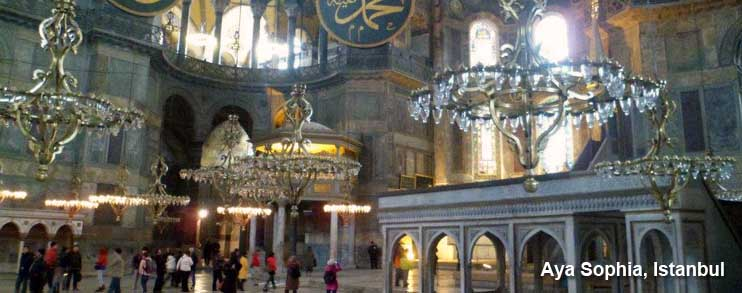 محمد
Aya Sophia, Istanbul